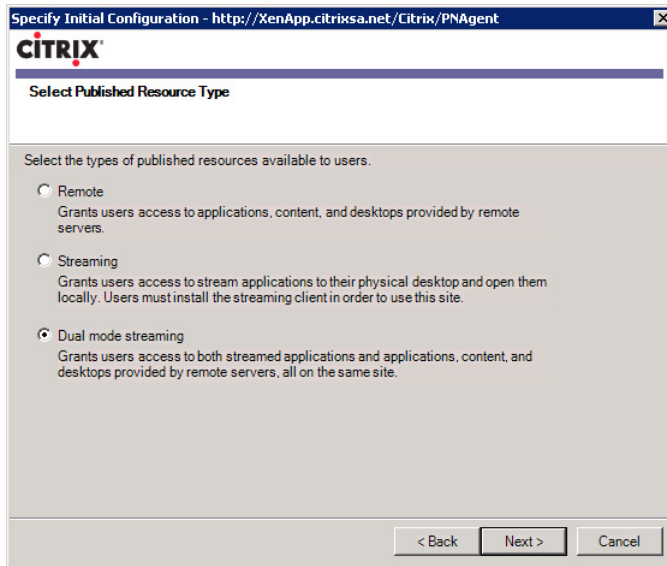 Specify Initial Configuration - http://XenApp.citrixsa.net/Citrix/PNAgent
CITRIX
Select Published Resource Type
Select the types of published resources available to users.
Remote
Grants users access to applications, content, and desktops provided by remote
servers.
Streaming
Grants users access to stream applications to their physical desktop and open them
locally. Users must install the streaming client in order to use this site.
Dual mode streaming
Grants users access to both streamed applications and applications, content, and
desktops provided by remote servers, all on the same site.
< Back Next > Cancel